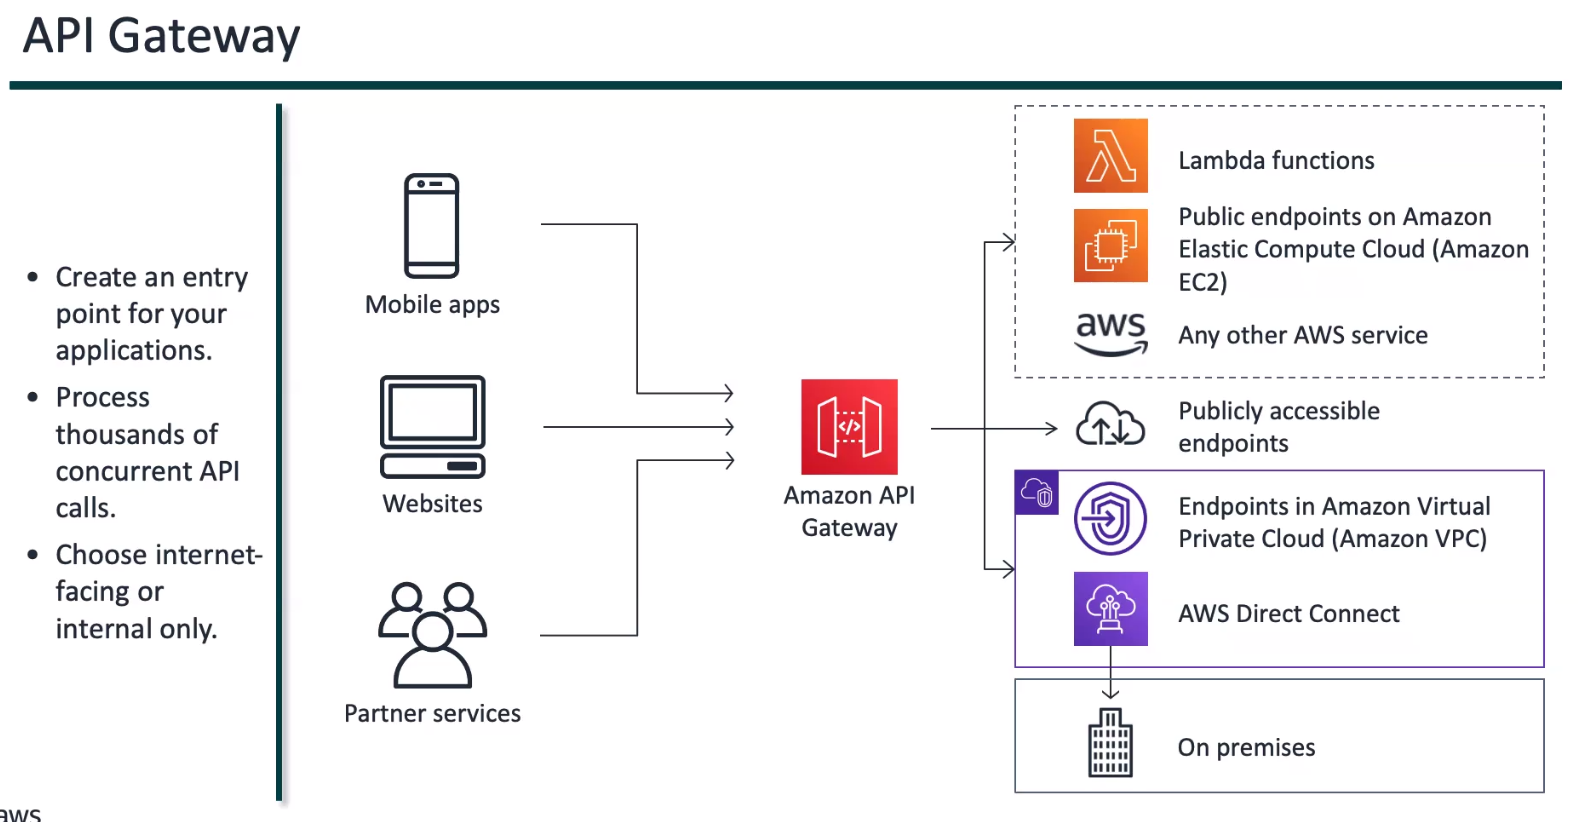 API Gateway
• Create an entry
point for your
applications.
• Process
thousands of
concurrent API
calls.
• Choose internet-
facing or
internal only.
Mobile apps
Websites
Partner services
</>
Amazon API
Gateway
Lambda functions
Public endpoints on Amazon
Elastic Compute Cloud (Amazon
EC2)
aws
Any other AWS service
Publicly accessible
endpoints
Endpoints in Amazon Virtual
Private Cloud (Amazon VPC)
AWS Direct Connect
On premises
aws